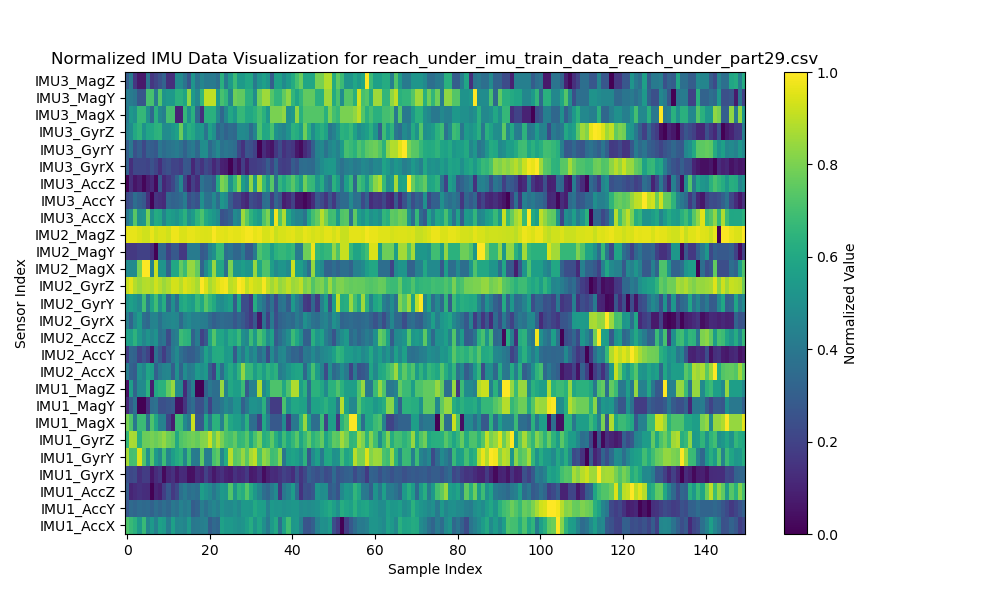 Normalized IMU Data Visualization for reach_under_imu_train_data_reach_under_part29.csv
IMU3_MagZ
IMU3_MagY
IMU3_MagX
IMU3_GyrZ
IMU3_GyrY
IMU3_GyrX
IMU3_AccZ
IMU3_AccY
IMU3_AccX
IMU2_MagZ
IMU2_MagY
IMU2_MagX
IMU2_GyrZ
IMU2_GyrY
IMU2_GyrX
IMU2_AccZ
IMU2_AccY
IMU2_AccX
IMU1_MagZ
IMU1_MagY
IMU1_MagX
IMU1_GyrZ
IMU1_GyrY
IMU1_GyrX
IMU1_AccZ
IMU1_AccY
IMU1_AccX
Sensor Index
0 20 40 60 80 100 120 140
Sample Index
1.0
0.8
0.6
0.4
0.2
0.0
Normalized Value